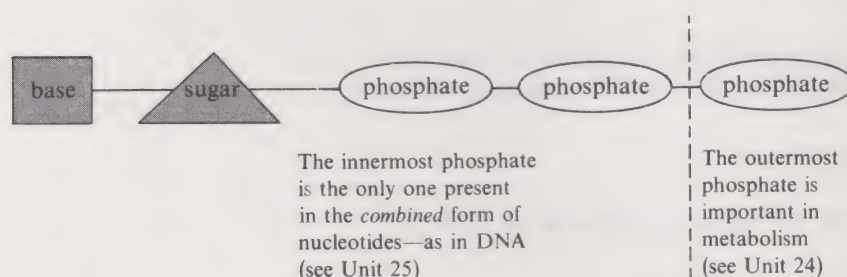 base sugar phosphate phosphate phosphate
The innermost phosphate
is the only one present
in the combined form of
nucleotides—as in DNA
(see Unit 25)
The outermost
phosphate is
important in
metabolism
(see Unit 24)